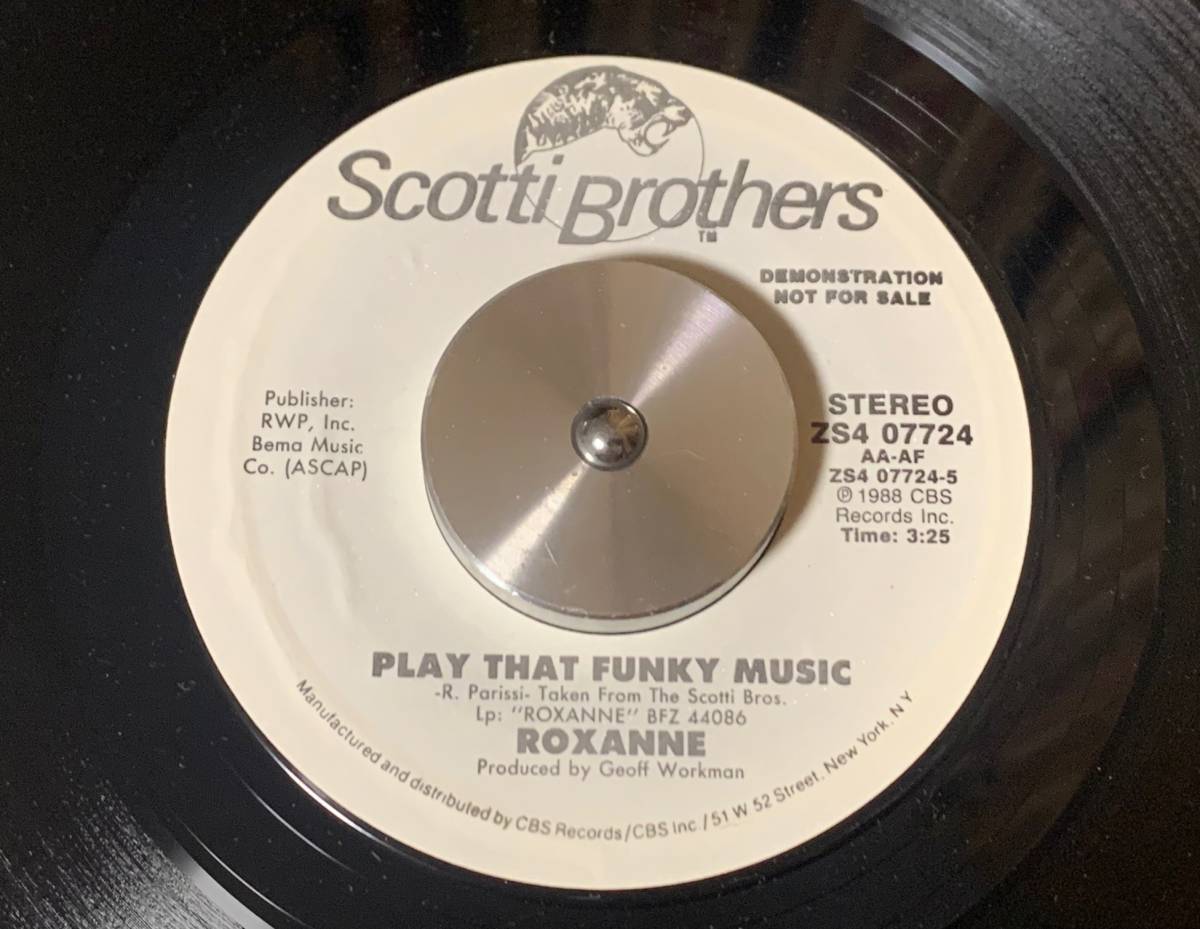 Scotti Brothers
TM
DEMONSTRATION
NOT FOR SALE
Publisher:
RWP, Inc.
Bema Music
Co. (ASCAP)
STEREO
ZS4 07724
AA-AF
ZS4 07724-5
℗ 1988 CBS
Records Inc.
Time: 3:25
PLAY THAT FUNKY MUSIC
-R. Parissi- Taken From The Scotti Bros.
Lp: "ROXANNE" BFZ 44086
ROXANNE
Produced by Geoff Workman
Manufactured and distributed by CBS Records/CBS Inc / 51 W 52 Street, New York, N Y